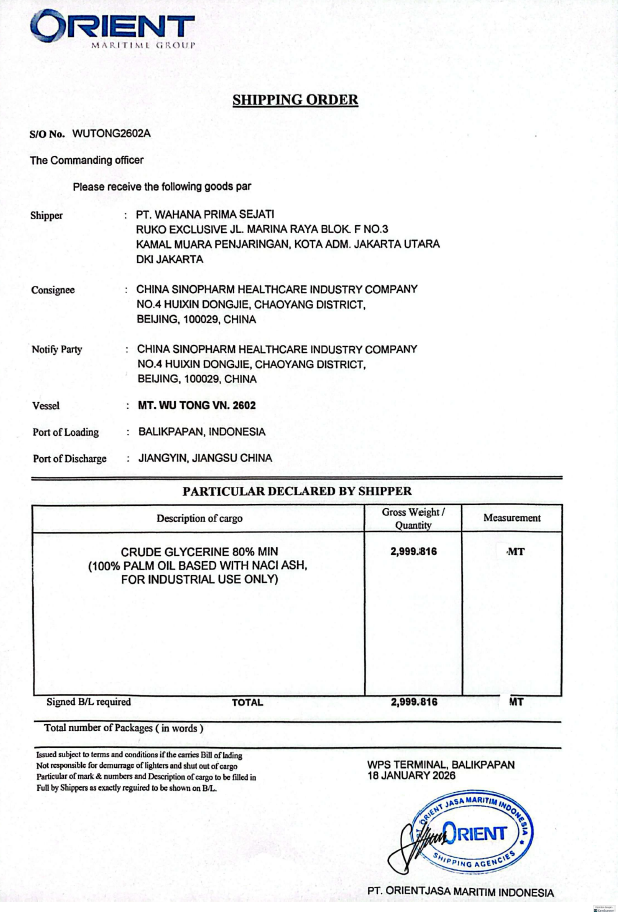 ORIENT
MARITIME GROUP
SHIPPING ORDER
S/O No. WUTONG2602A
The Commanding officer
Please receive the following goods par
Shipper : PT. WAHANA PRIMA SEJATI
RUKO EXCLUSIVE JL. MARINA RAYA BLOK. F NO.3
KAMAL MUARA PENJARINGAN, KOTA ADM. JAKARTA UTARA
DKI JAKARTA
Consignee : CHINA SINOPHARM HEALTHCARE INDUSTRY COMPANY
NO.4 HUIXIN DONGJIE, CHAOYANG DISTRICT,
BEIJING, 100029, CHINA
Notify Party : CHINA SINOPHARM HEALTHCARE INDUSTRY COMPANY
NO.4 HUIXIN DONGJIE, CHAOYANG DISTRICT,
BEIJING, 100029, CHINA
Vessel : MT. WU TONG VN. 2602
Port of Loading : BALIKPAPAN, INDONESIA
Port of Discharge : JIANGYIN, JIANGSU CHINA
PARTICULAR DECLARED BY SHIPPER
Description of cargo Gross Weight / Quantity Measurement
CRUDE GLYCERINE 80% MIN 2,999.816 MT
(100% PALM OIL BASED WITH NACI ASH,
FOR INDUSTRIAL USE ONLY)
Signed B/L required TOTAL 2,999.816 MT
Total number of Packages ( in words )
Issued subject to terms and conditions if the carries Bill of lading
Not responsible for demurrage of lighters and shut out of cargo
Particular of mark & numbers and Description of cargo to be filled in
Full by Shippers as exactly reguired to be shown on B/L.
WPS TERMINAL, BALIKPAPAN
18 JANUARY 2026
ORIENT JASA MARITIM INDONESIA
ORIENT
SHIPPING AGENCIES
PT. ORIENTJASA MARITIM INDONESIA